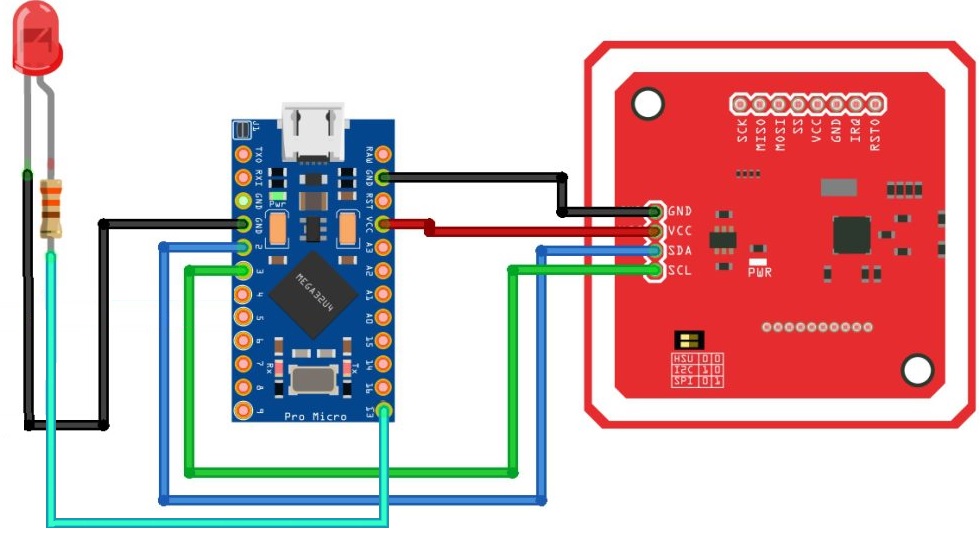 J1
TXO
RXI
GND
GND
2
3
4
5
6
7
8
9
RAW
GND
RST
VCC
A3
A2
A1
A0
15
14
16
13
Pwr
MEGA32U4
Rx
Tx
Pro Micro
SCK
MISO
MOSI
SS
VCC
GND
IRQ
RSTO
GND
VCC
SDA
SCL
PWR
HSU 0 0
I2C 1 0
SPI 0 1